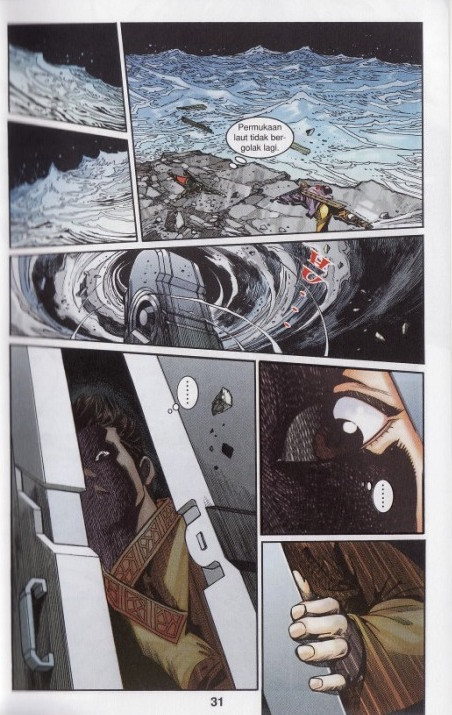 Permukaan
laut tidak ber-
golak lagi.
......
......
31